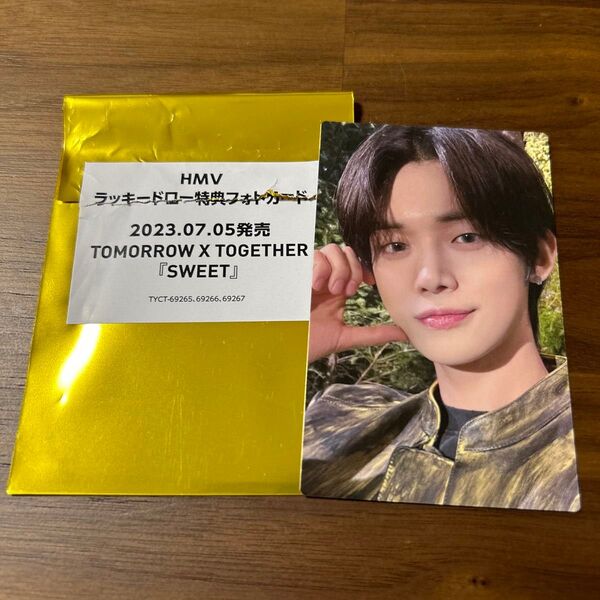 HMV
ラッキードロー特典フォトカード
2023.07.05発売
TOMORROW X TOGETHER
『SWEET』
TYCT-69265、69266、69267